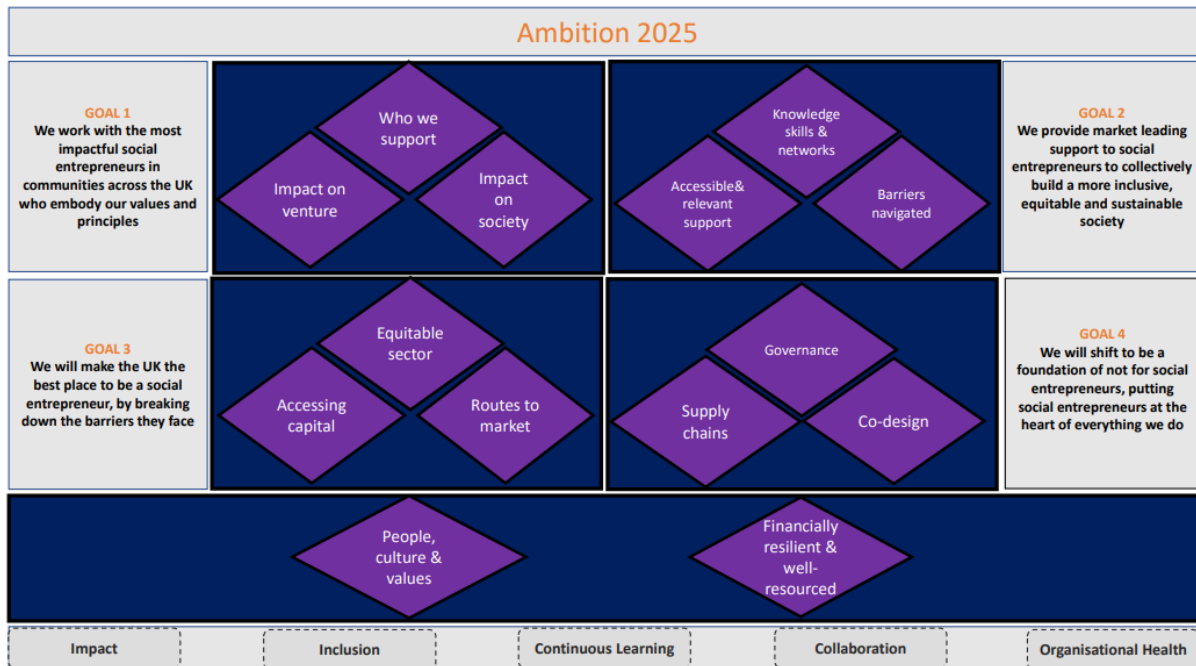 Ambition 2025
GOAL 1
We work with the most
impactful social
entrepreneurs in
communities across the UK
who embody our values and
principles
Who we
support
Impact on
venture
Impact
on
society
Knowledge
skills &
networks
Accessible&
relevant
support
Barriers
navigated
GOAL 2
We provide market leading
support to social
entrepreneurs to collectively
build a more inclusive,
equitable and sustainable
society
GOAL 3
We will make the UK the
best place to be a social
entrepreneur, by breaking
down the barriers they face
Equitable
sector
Accessing
capital
Routes to
market
Governance
Supply
chains
Co-design
GOAL 4
We will shift to be a
foundation of not for social
entrepreneurs, putting
social entrepreneurs at the
heart of everything we do
People,
culture &
values
Financially
resilient &
well-
resourced
Impact
Inclusion
Continuous Learning
Collaboration
Organisational Health